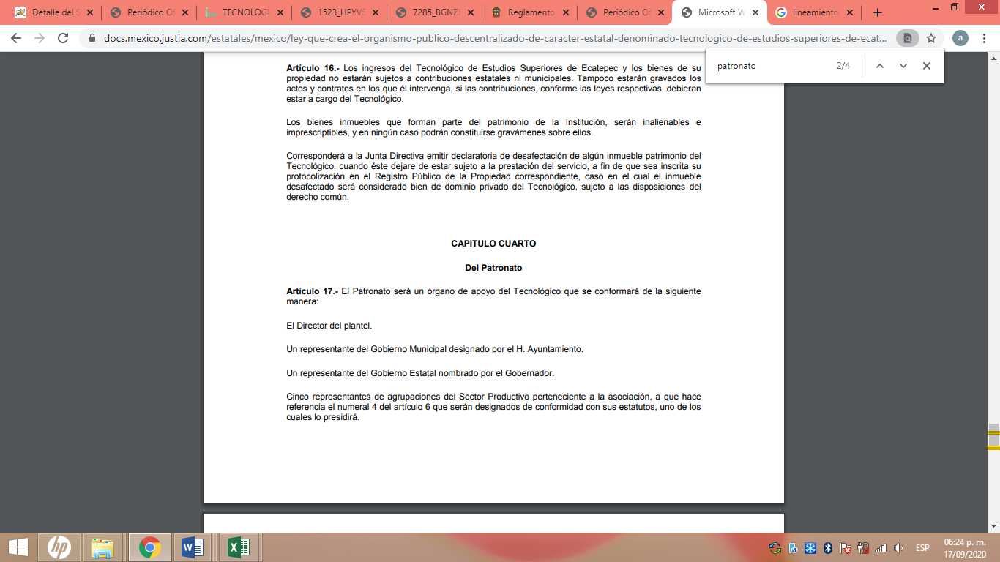 Detalle del S
Periódico Of
TECNOLOGI
1523_HPYVS
7285_BGNZ
Reglamento
Periódico Of
Microsoft W
lineamiento
docs.mexico.justia.com/estatales/mexico/ley-que-crea-el-organismo-publico-descentralizado-de-caracter-estatal-denominado-tecnologico-de-estudios-superiores-de-ecat...
a
patronato 2/4
Artículo 16.- Los ingresos del Tecnológico de Estudios Superiores de Ecatepec y los bienes de su
propiedad no estarán sujetos a contribuciones estatales ni municipales. Tampoco estarán gravados los
actos y contratos en los que él intervenga, si las contribuciones, conforme las leyes respectivas, debieran
estar a cargo del Tecnológico.
Los bienes inmuebles que forman parte del patrimonio de la Institución, serán inalienables e
imprescriptibles, y en ningún caso podrán constituirse gravámenes sobre ellos.
Corresponderá a la Junta Directiva emitir declaratoria de desafectación de algún inmueble patrimonio del
Tecnológico, cuando éste dejare de estar sujeto a la prestación del servicio, a fin de que sea inscrita su
protocolización en el Registro Público de la Propiedad correspondiente, caso en el cual el inmueble
desafectado será considerado bien de dominio privado del Tecnológico, sujeto a las disposiciones del
derecho común.
CAPITULO CUARTO
Del Patronato
Artículo 17.- El Patronato será un órgano de apoyo del Tecnológico que se conformará de la siguiente
manera:
El Director del plantel.
Un representante del Gobierno Municipal designado por el H. Ayuntamiento.
Un representante del Gobierno Estatal nombrado por el Gobernador.
Cinco representantes de agrupaciones del Sector Productivo perteneciente a la asociación, a que hace
referencia el numeral 4 del artículo 6 que serán designados de conformidad con sus estatutos, uno de los
cuales lo presidirá.
ESP
06:24 p. m.
17/09/2020